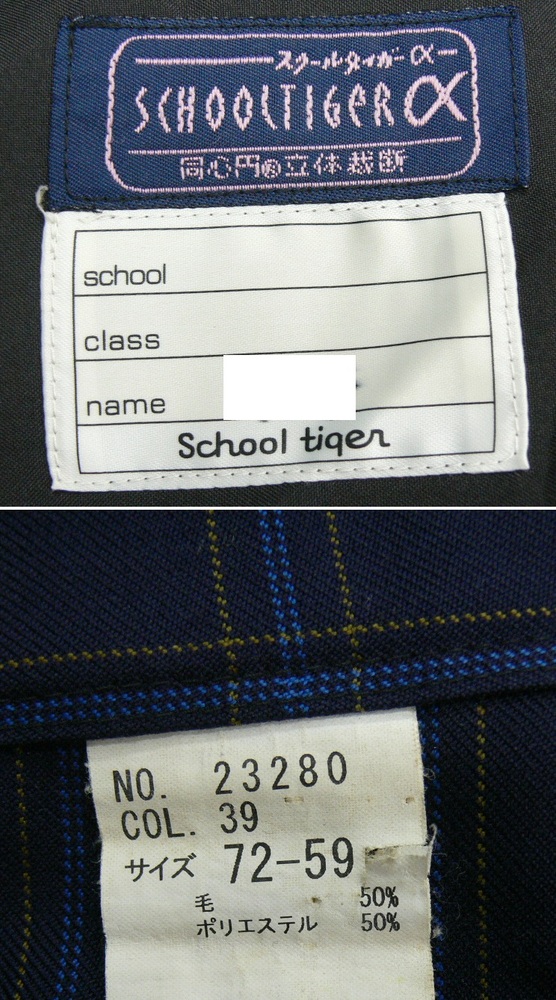 スクールタイガーα
SCHOOLTIGERα
同心円の立体裁断
school
class
name
School tiger
NO. 23280
COL. 39
サイズ 72-59
毛 50%
ポリエステル 50%